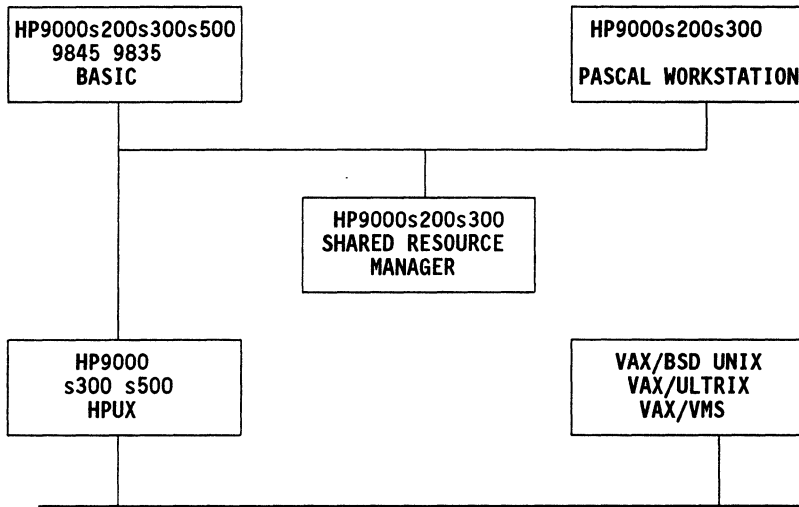 HP9000s200s300s500
9845 9835
BASIC
HP9000s200s300
PASCAL WORKSTATION
HP9000s200s300
SHARED RESOURCE
MANAGER
HP9000
s300 s500
HPUX
VAX/BSD UNIX
VAX/ULTRIX
VAX/VMS